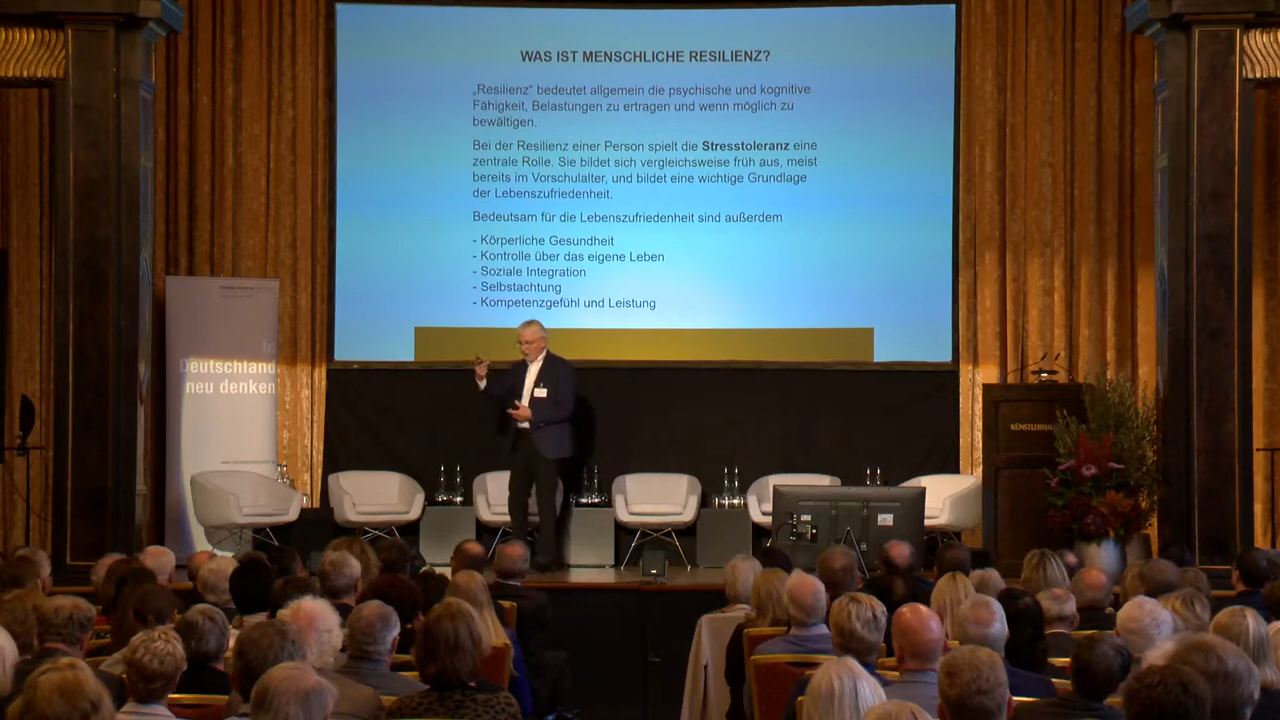 WAS IST MENSCHLICHE RESILIENZ?
„Resilienz“ bedeutet allgemein die psychische und kognitive
Fähigkeit, Belastungen zu ertragen und wenn möglich zu
bewältigen.
Bei der Resilienz einer Person spielt die Stresstoleranz eine
zentrale Rolle. Sie bildet sich vergleichsweise früh aus, meist
bereits im Vorschulalter, und bildet eine wichtige Grundlage
der Lebenszufriedenheit.
Bedeutsam für die Lebenszufriedenheit sind außerdem
- Körperliche Gesundheit
- Kontrolle über das eigene Leben
- Soziale Integration
- Selbstachtung
- Kompetenzgefühl und Leistung
Deutschland
neu denken